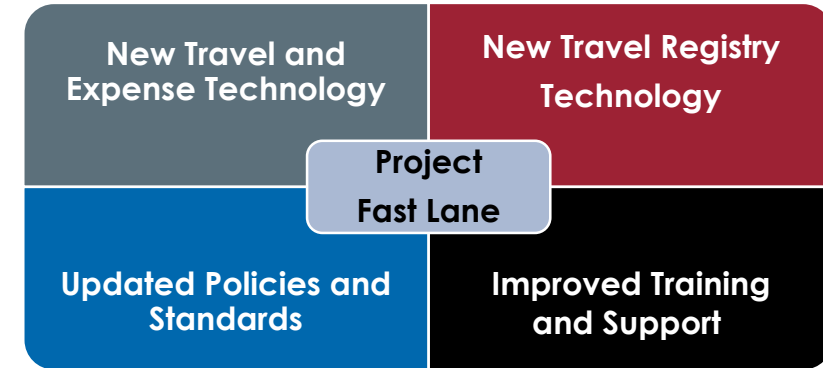 New Travel and
Expense Technology
New Travel Registry
Technology
Project
Fast Lane
Updated Policies and
Standards
Improved Training
and Support